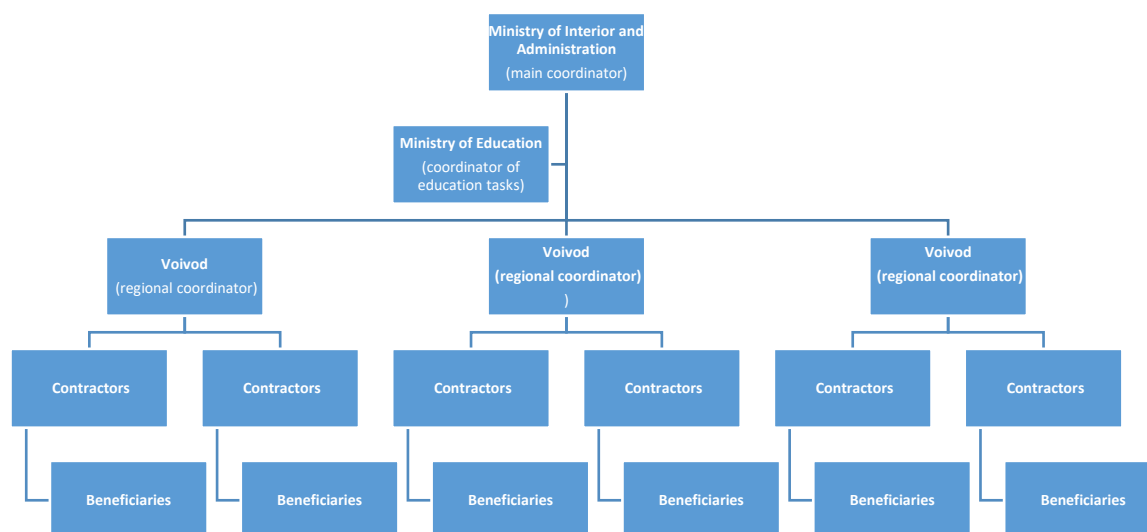 Ministry of Interior and
Administration
(main coordinator)
Ministry of Education
(coordinator of
education tasks)
Voivod
(regional coordinator)
Voivod
(regional coordinator)
)
Voivod
(regional coordinator)
Contractors
Contractors
Contractors
Contractors
Contractors
Contractors
Beneficiaries
Beneficiaries
Beneficiaries
Beneficiaries
Beneficiaries
Beneficiaries